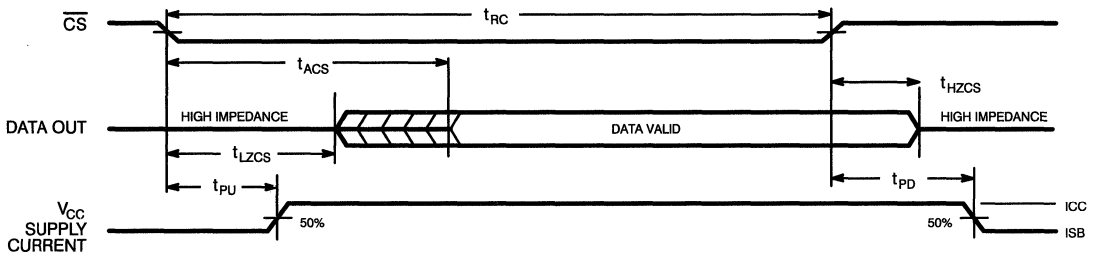 tRC
CS
tACS
tHZCS
HIGH IMPEDANCE
HIGH IMPEDANCE
DATA OUT
DATA VALID
tLZCS
tPU
tPD
VCC
SUPPLY
CURRENT
50%
50%
ICC
ISB